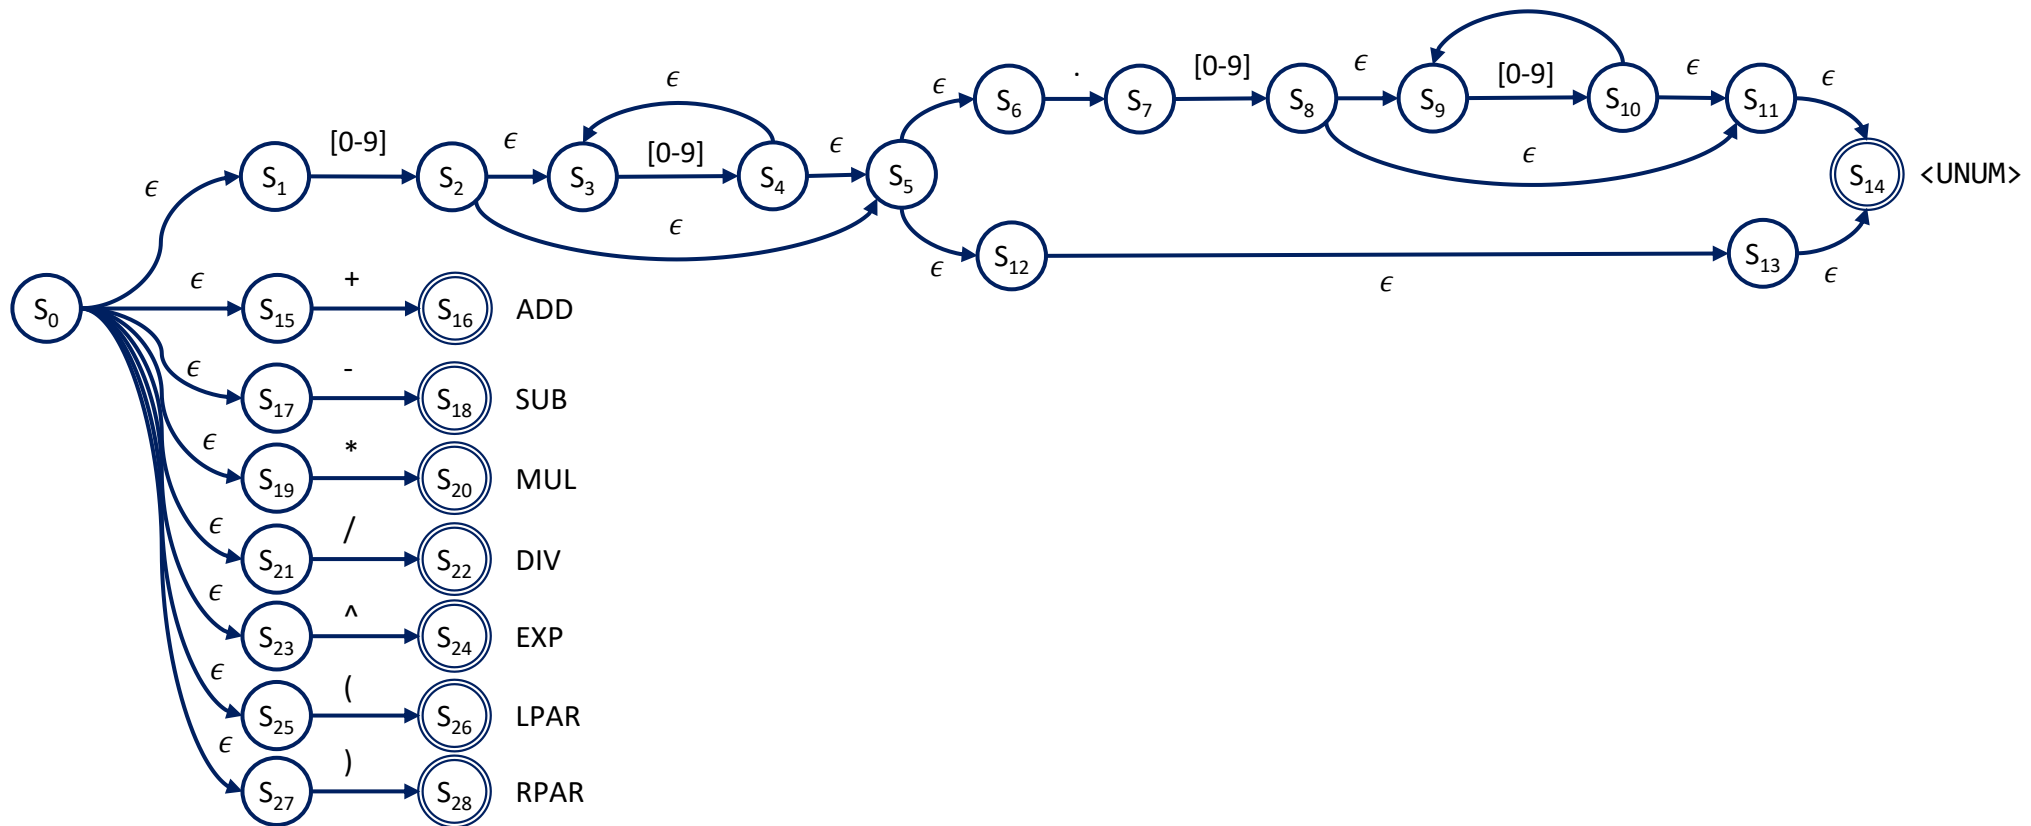 ϵ [0-9] ϵ ϵ [0-9] ϵ ϵ . [0-9] ϵ [0-9] ϵ ϵ
S1 S2 S3 S4 S5 S6 S7 S8 S9 S10 S11 S14 <UNUM>
ϵ ϵ ϵ
S12 ϵ S13 ϵ
S0 ϵ S15 + S16 ADD
ϵ S17 - S18 SUB
ϵ S19 * S20 MUL
ϵ S21 / S22 DIV
ϵ S23 ^ S24 EXP
ϵ S25 ( S26 LPAR
ϵ S27 ) S28 RPAR